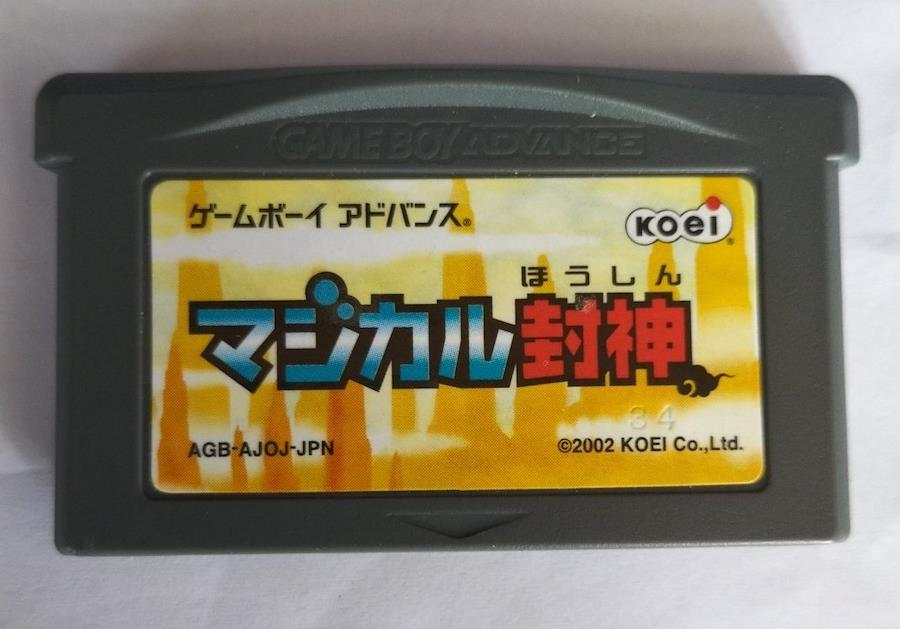 GAME BOY ADVANCE
ゲームボーイ アドバンス®
KOEI®
ほうしん
マジカル封神
34
AGB-AJOJ-JPN
©2002 KOEI Co.,Ltd.